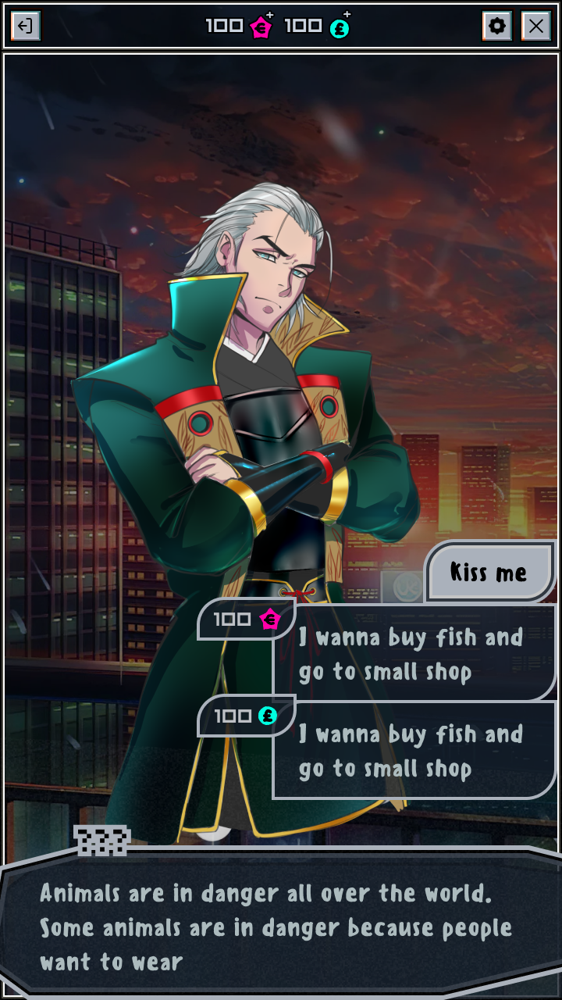 100 € + 100 £ +
Kiss me
100 €
I wanna buy fish and
go to small shop
100 £
I wanna buy fish and
go to small shop
???
Animals are in danger all over the world.
Some animals are in danger because people
want to wear